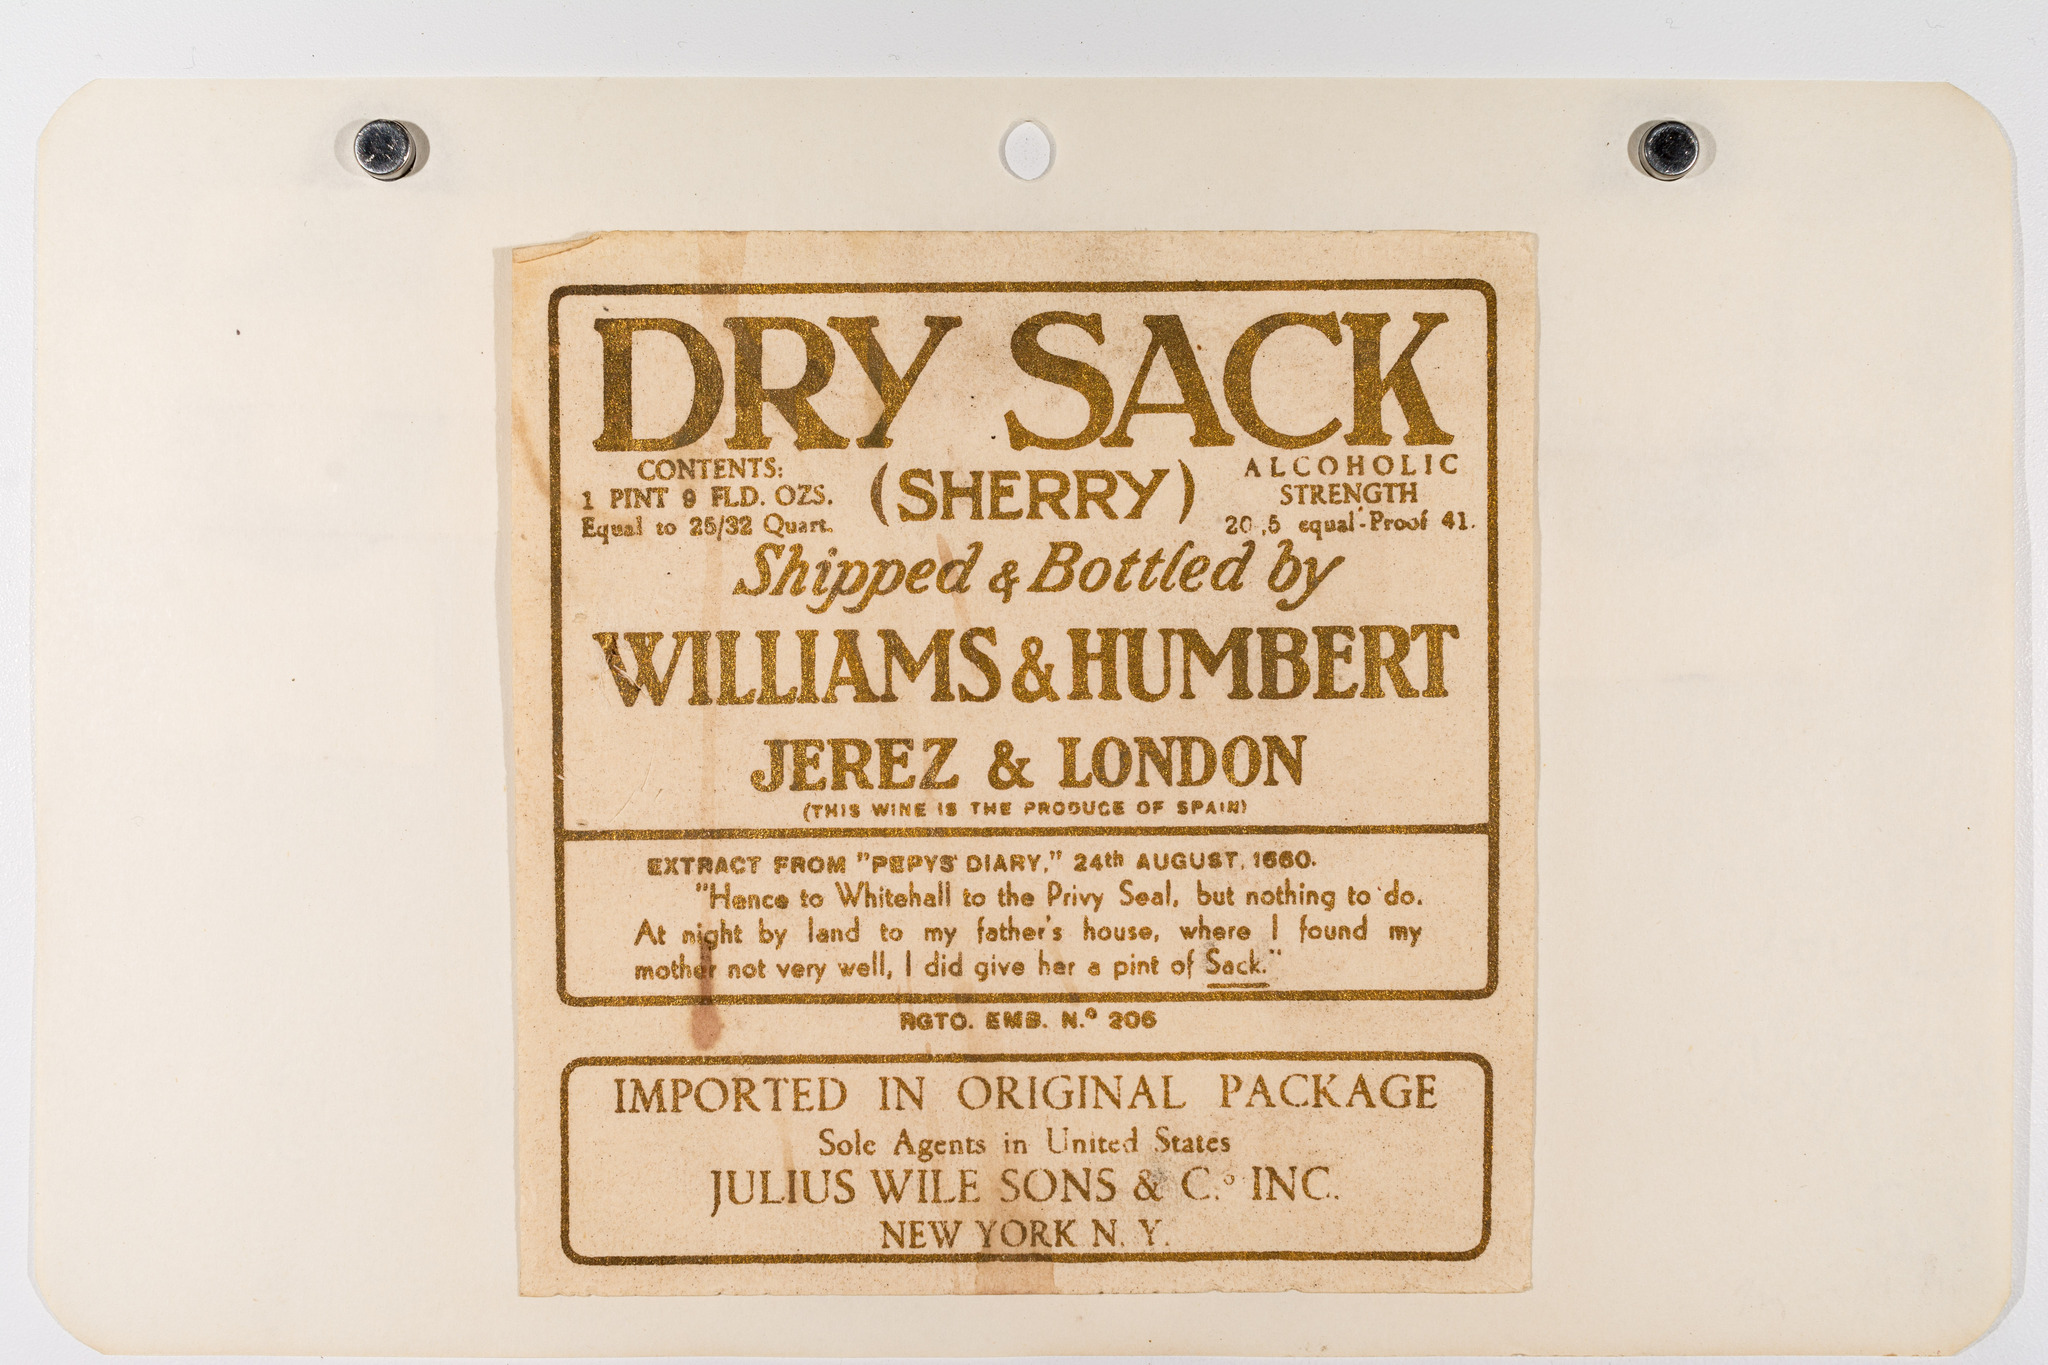 DRY SACK
CONTENTS:
1 PINT 9 FLD. OZS.
Equal to 25/32 Quart.
(SHERRY)
ALCOHOLIC
STRENGTH
20,5 equal-Proof 41.
Shipped & Bottled by
WILLIAMS & HUMBERT
JEREZ & LONDON
(THIS WINE IS THE PRODUCE OF SPAIN)
EXTRACT FROM "PEPYS' DIARY," 24th AUGUST, 1660.
"Hence to Whitehall to the Privy Seal, but nothing to do.
At night by land to my father's house, where I found my
mother not very well, I did give her a pint of Sack."
RGTO. EMB. N.º 206
IMPORTED IN ORIGINAL PACKAGE
Sole Agents in United States
JULIUS WILE SONS & C.º INC.
NEW YORK N. Y.